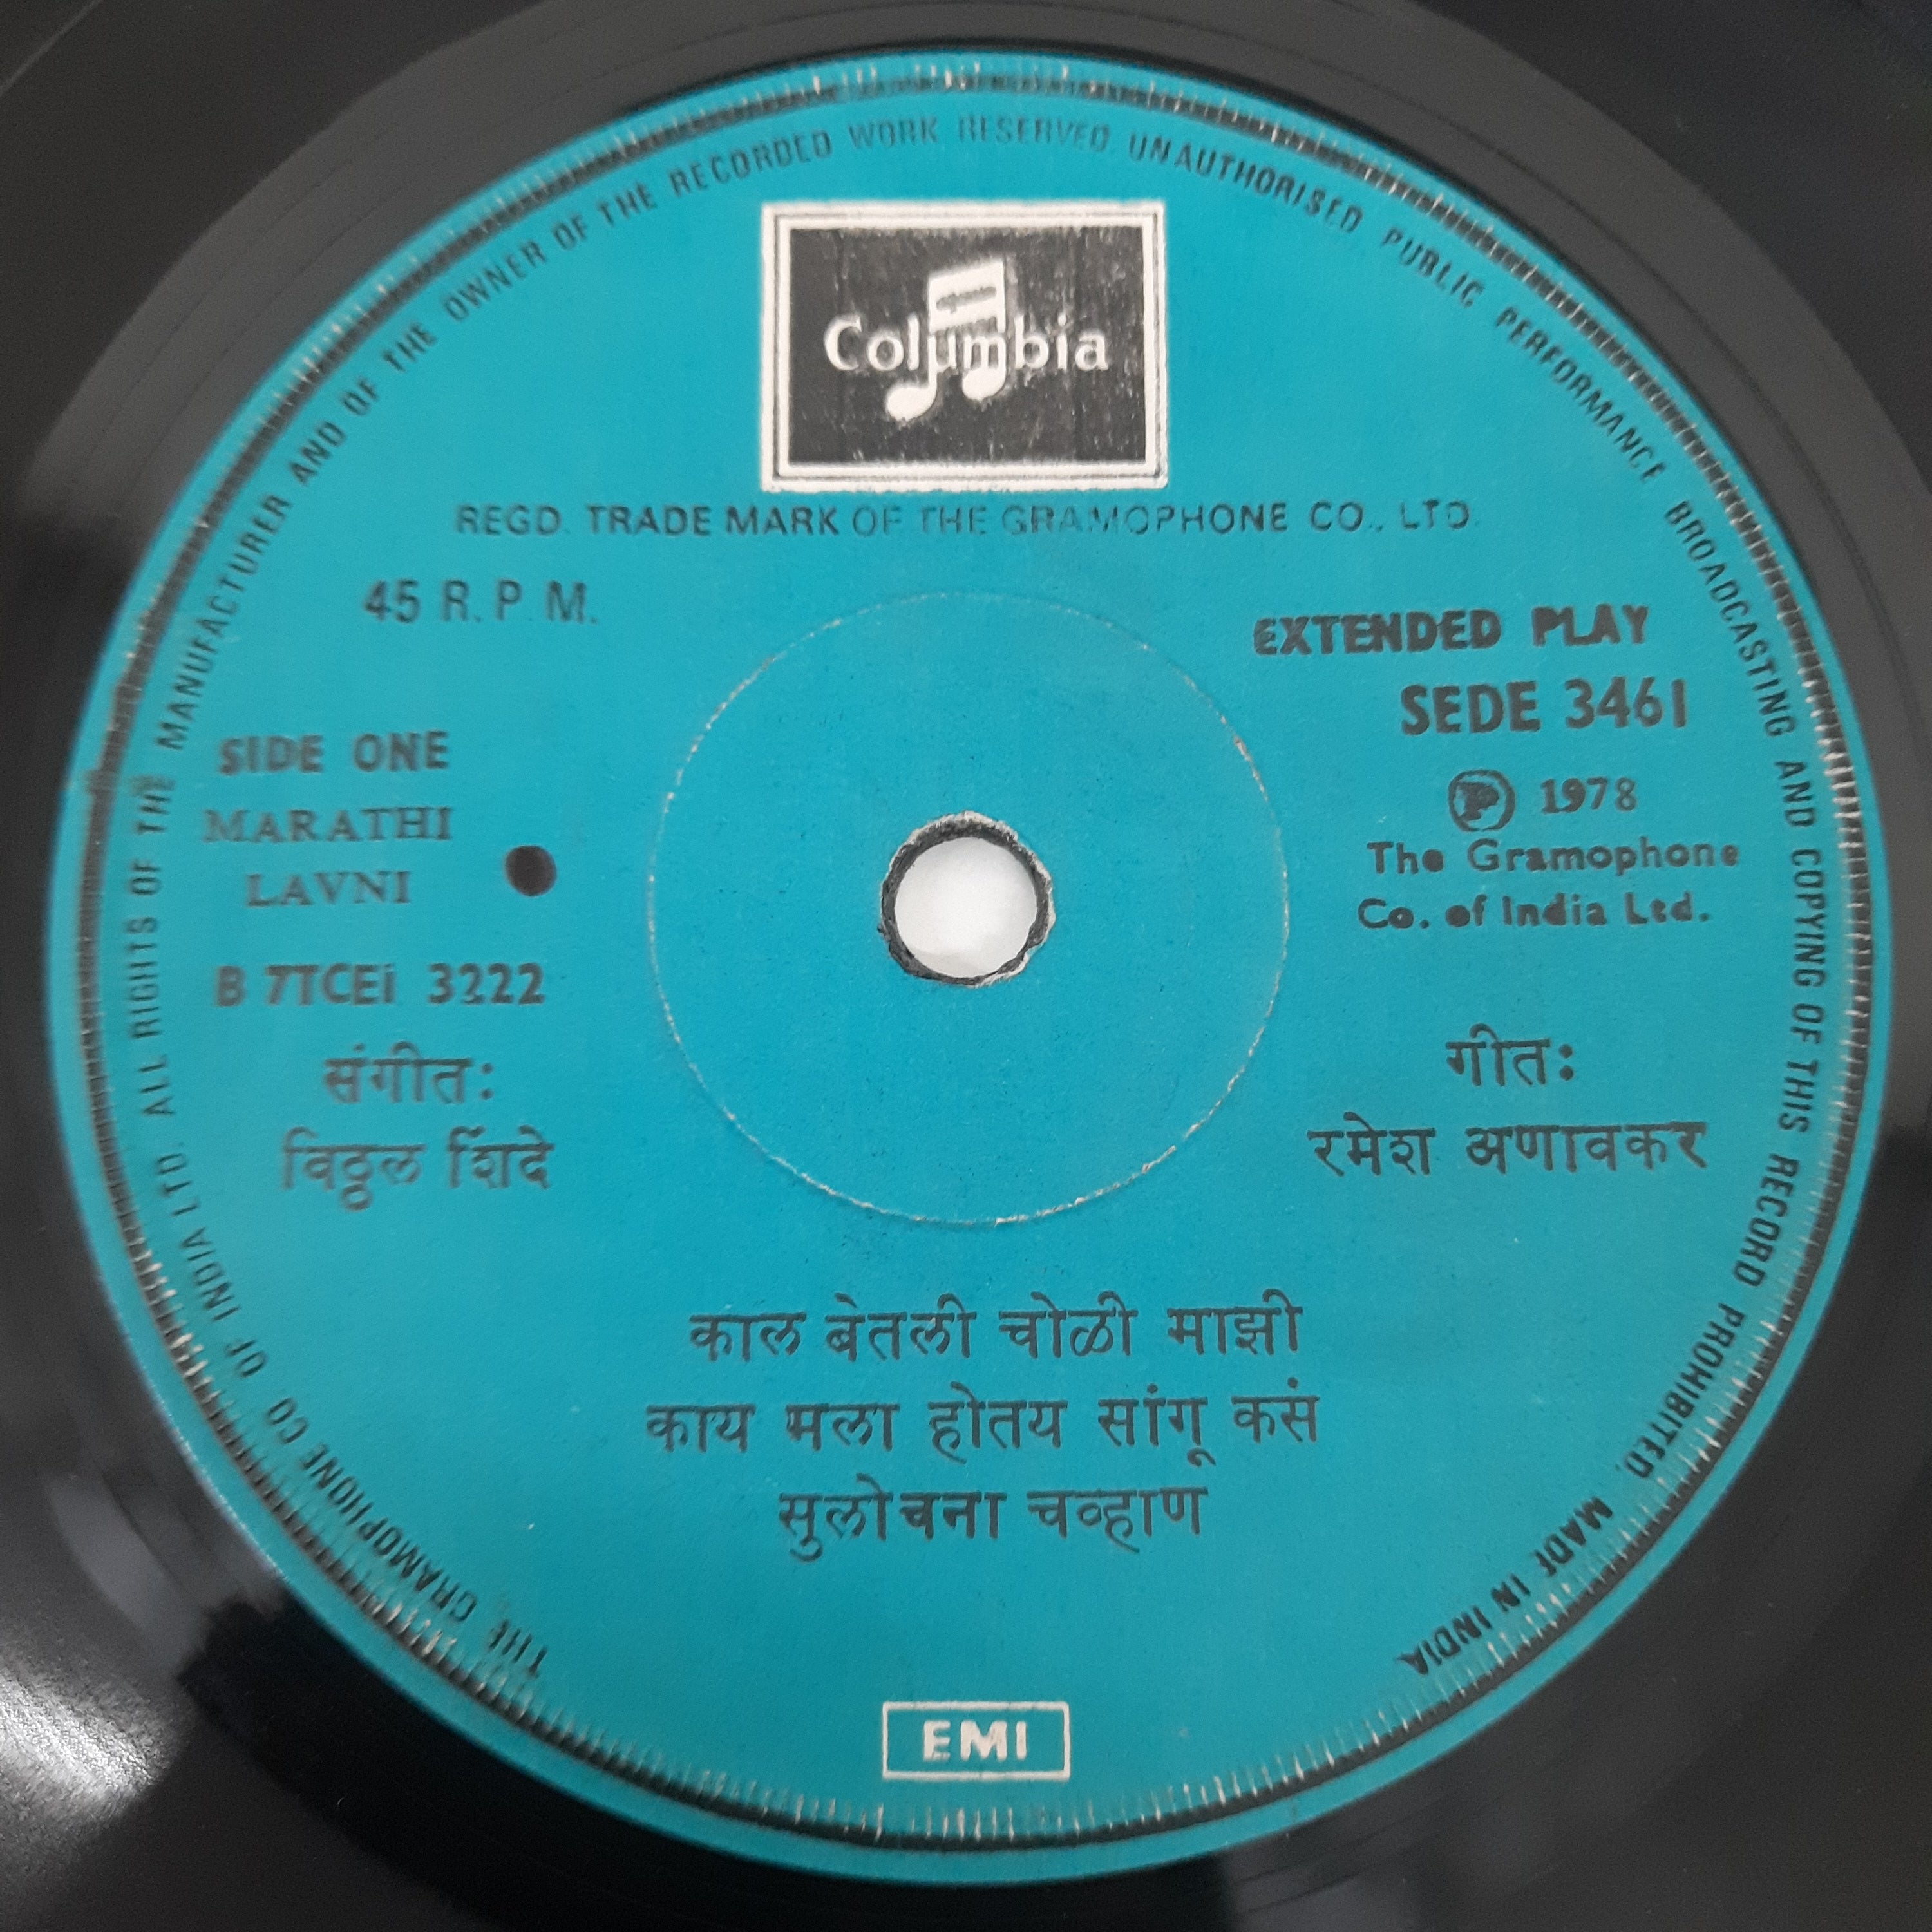 THE GRAMOPHONE CO OF INDIA LTD. ALL RIGHTS OF THE MANUFACTURER AND OF THE OWNER OF THE RECORDED WORK RESERVED. UNAUTHORISED PUBLIC PERFORMANCE BROADCASTING AND COPYING OF THIS RECORD PROHIBITED. MADE IN INDIA
Columbia
REGD. TRADE MARK OF THE GRAMOPHONE CO., LTD.
45 R.P.M.
EXTENDED PLAY
SEDE 3461
SIDE ONE
MARATHI
LAVNI
Ⓟ 1978
The Gramophone
Co. of India Ltd.
B 7TCEI 3222
संगीतः
विठ्ठल शिंदे
गीतः
रमेश अणावकर
काल बेतली चोळी माझी
काय मला होतय सांगू कसं
सुलोचना चव्हाण
EMI